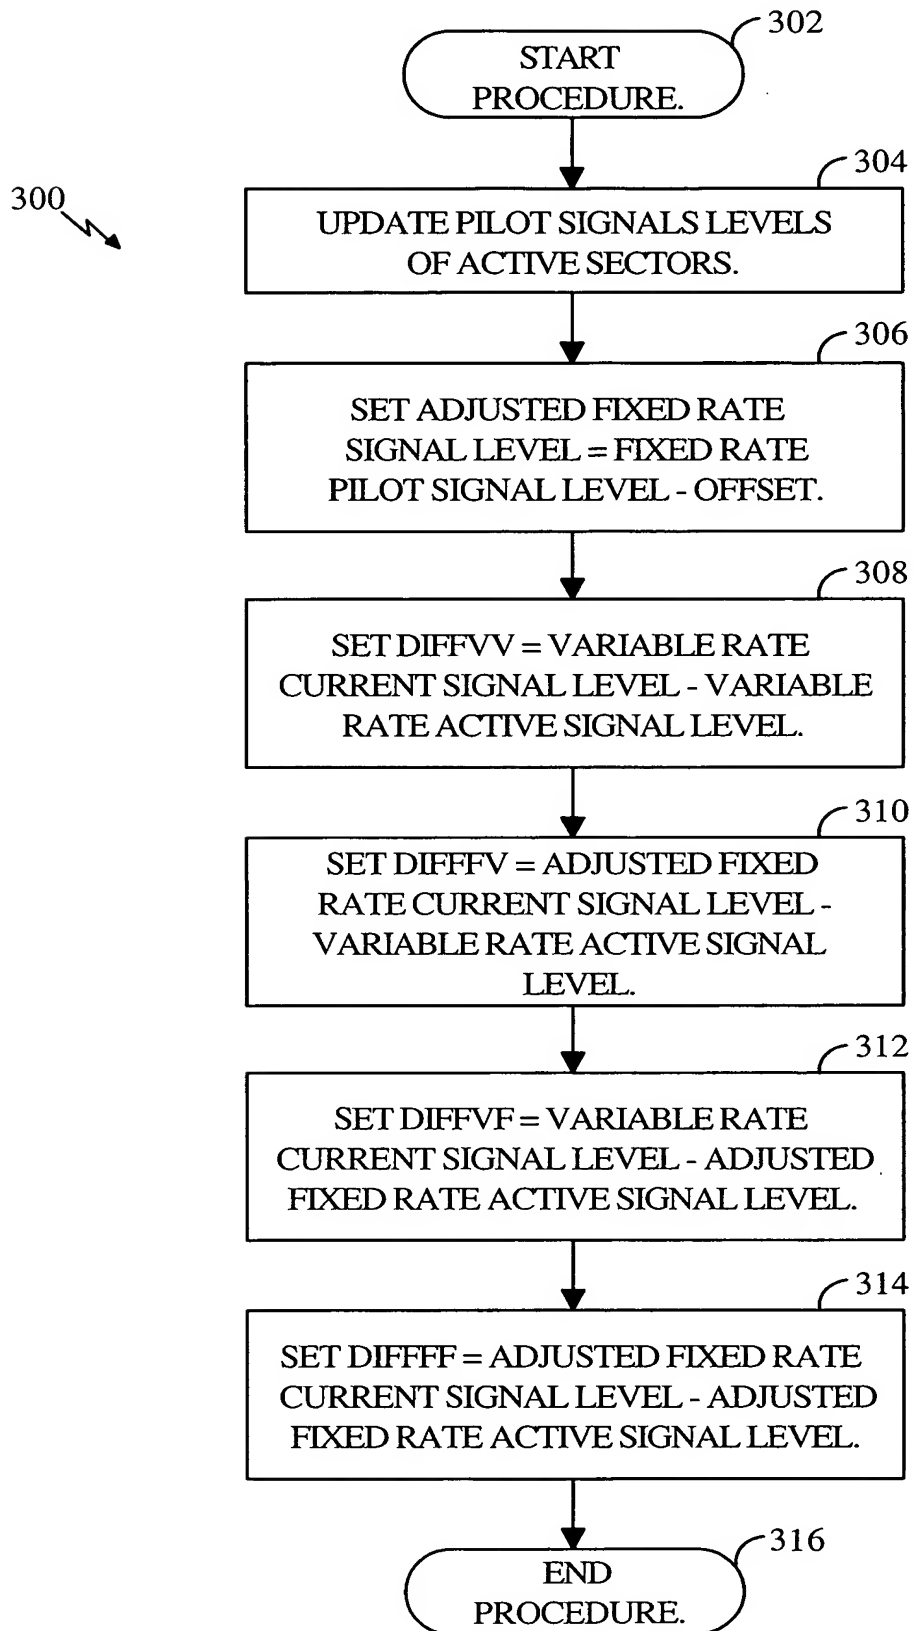 302
START
PROCEDURE.
304
300
UPDATE PILOT SIGNALS LEVELS
OF ACTIVE SECTORS.
306
SET ADJUSTED FIXED RATE
SIGNAL LEVEL = FIXED RATE
PILOT SIGNAL LEVEL - OFFSET.
308
SET DIFFVV = VARIABLE RATE
CURRENT SIGNAL LEVEL - VARIABLE
RATE ACTIVE SIGNAL LEVEL.
310
SET DIFFFV = ADJUSTED FIXED
RATE CURRENT SIGNAL LEVEL -
VARIABLE RATE ACTIVE SIGNAL
LEVEL.
312
SET DIFFVF = VARIABLE RATE
CURRENT SIGNAL LEVEL - ADJUSTED
FIXED RATE ACTIVE SIGNAL LEVEL.
314
SET DIFFFF = ADJUSTED FIXED RATE
CURRENT SIGNAL LEVEL - ADJUSTED
FIXED RATE ACTIVE SIGNAL LEVEL.
316
END
PROCEDURE.